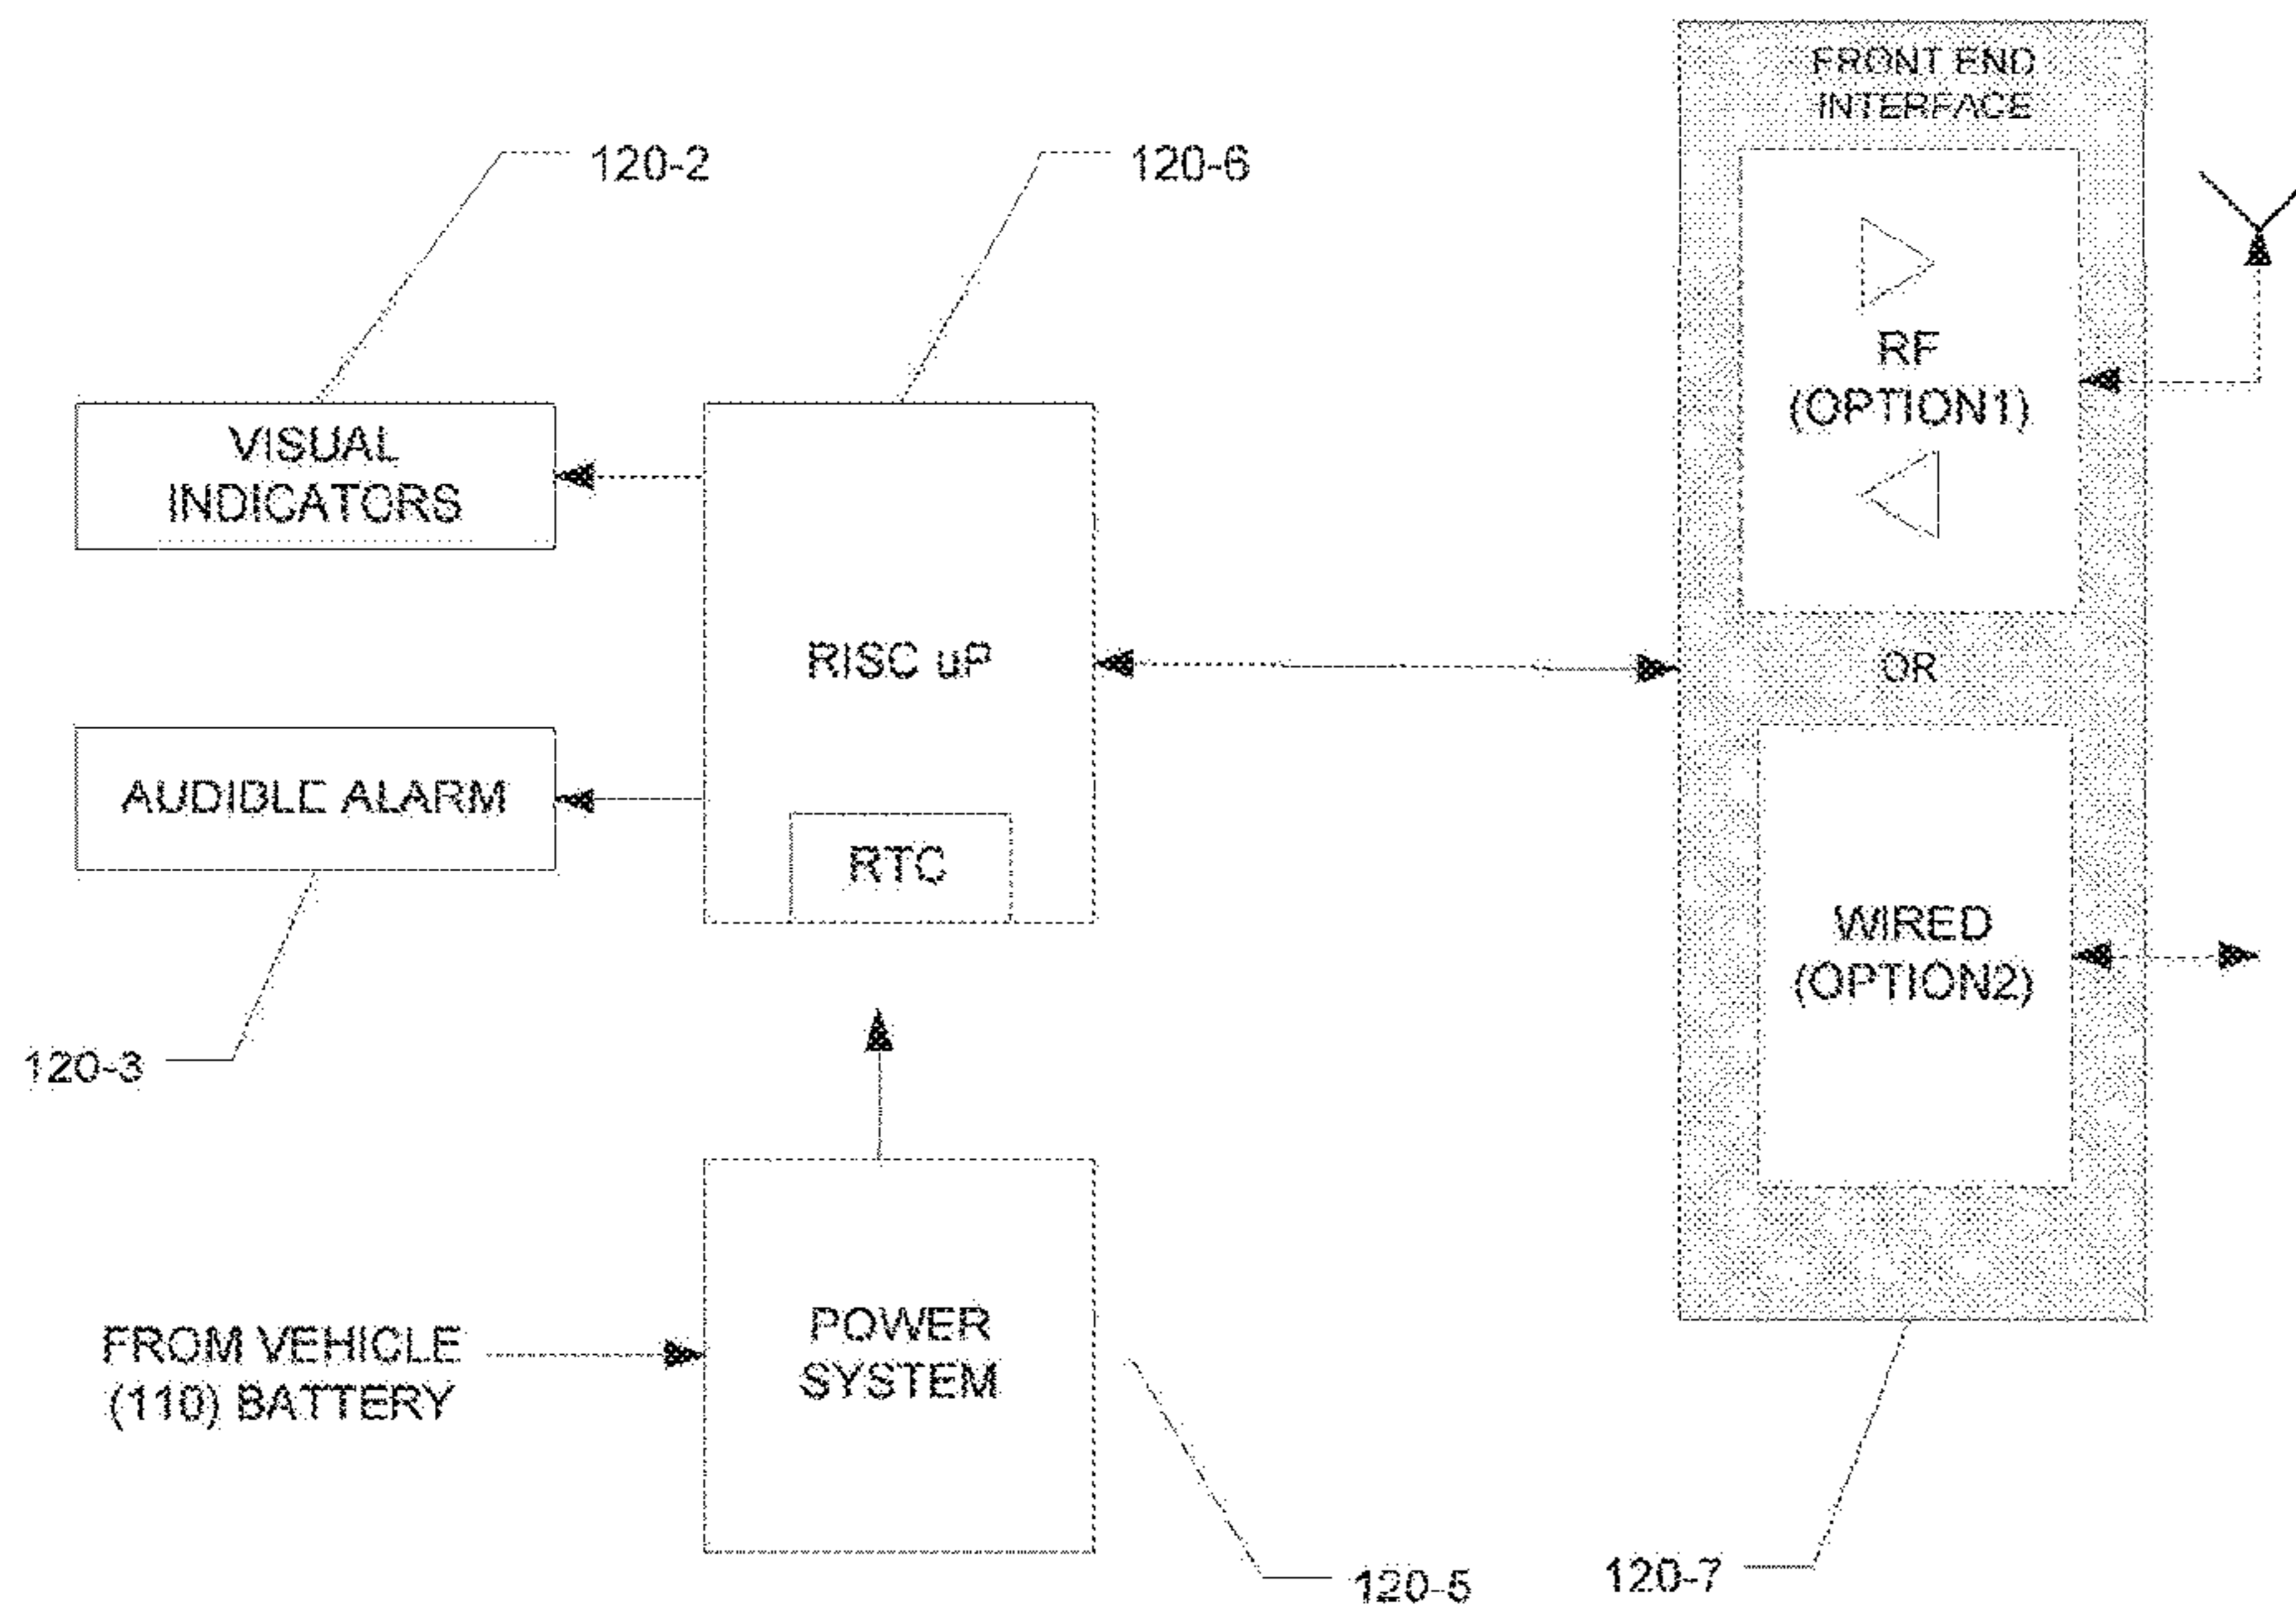 FRONT END
INTERFACE
120-2
120-6
RF
(OPTION1)
VISUAL
INDICATORS
RISC uP
OR
AUDIBLE ALARM
RTC
WIRED
(OPTION2)
120-3
POWER
SYSTEM
FROM VEHICLE
(110) BATTERY
120-5
120-7